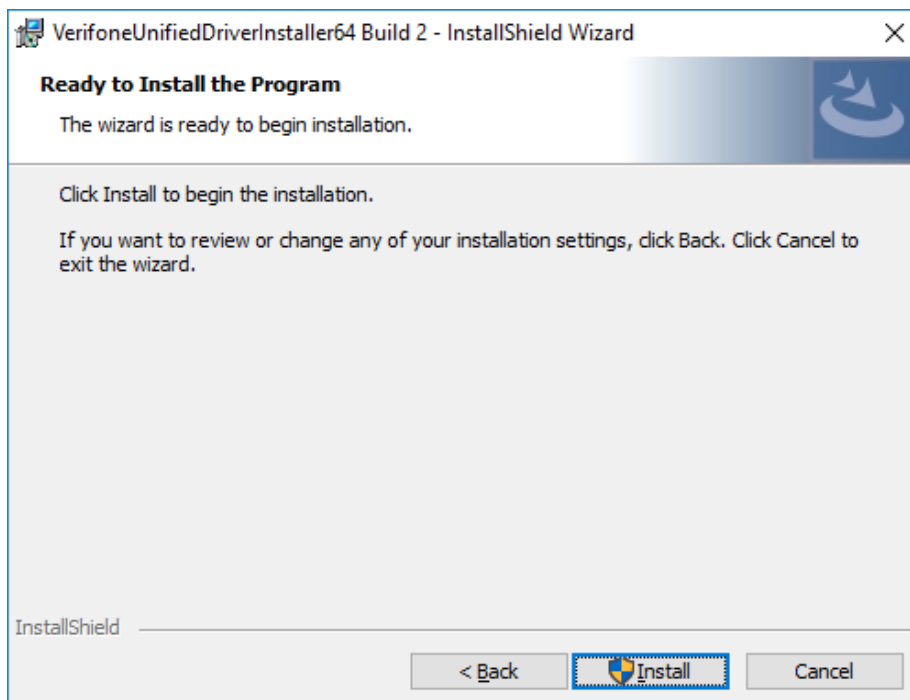 VerifoneUnifiedDriverInstaller64 Build 2 - InstallShield Wizard
Ready to Install the Program
The wizard is ready to begin installation.
Click Install to begin the installation.
If you want to review or change any of your installation settings, click Back. Click Cancel to
exit the wizard.
InstallShield
< Back
Install
Cancel